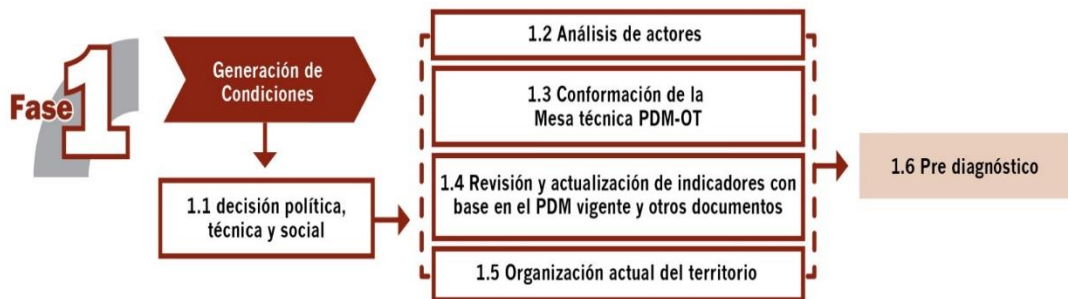 Fase 1
Generación de
Condiciones
1.1 decisión política,
técnica y social
1.2 Análisis de actores
1.3 Conformación de la
Mesa técnica PDM-OT
1.4 Revisión y actualización de indicadores con
base en el PDM vigente y otros documentos
1.5 Organización actual del territorio
1.6 Pre diagnóstico